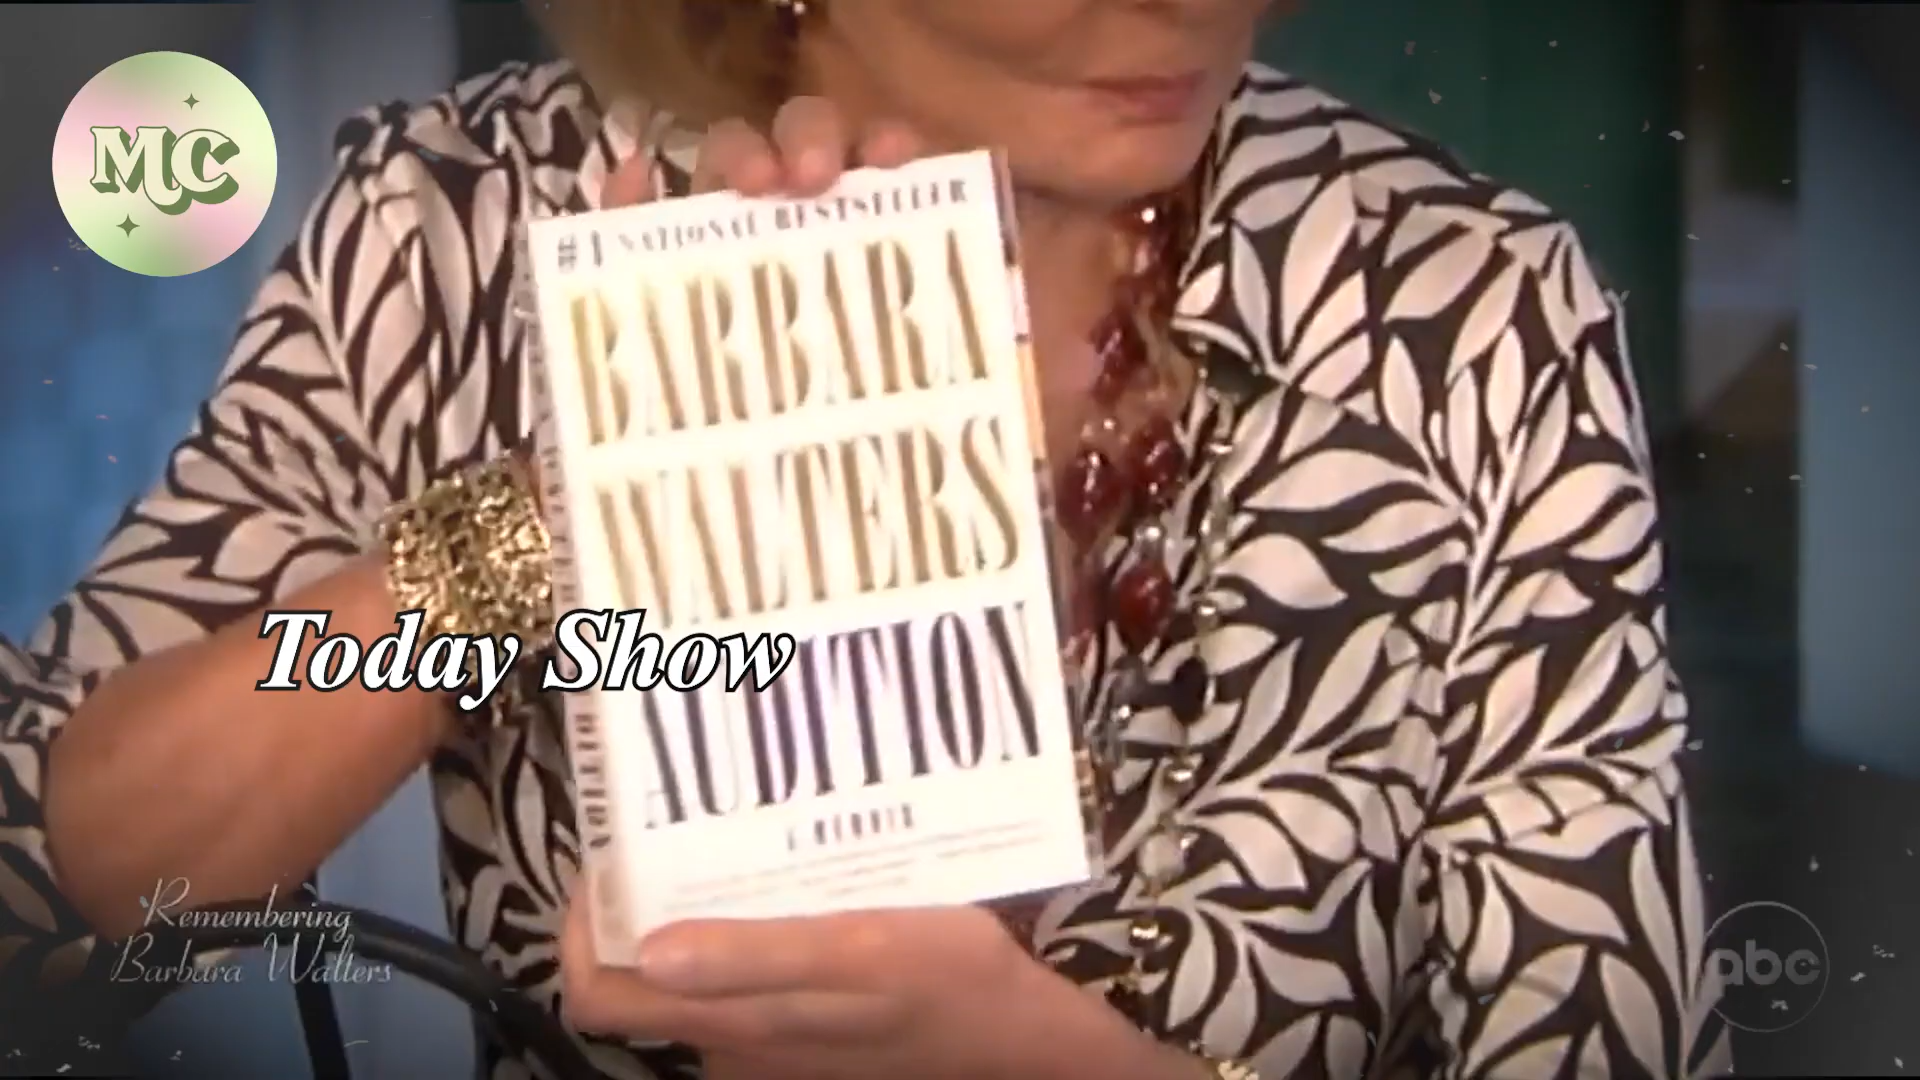 MC
#1 NATIONAL BESTSELLER
BARBARA
WALTERS
AUDITION
A MEMOIR
Today Show
Remembering
Barbara Walters
abc